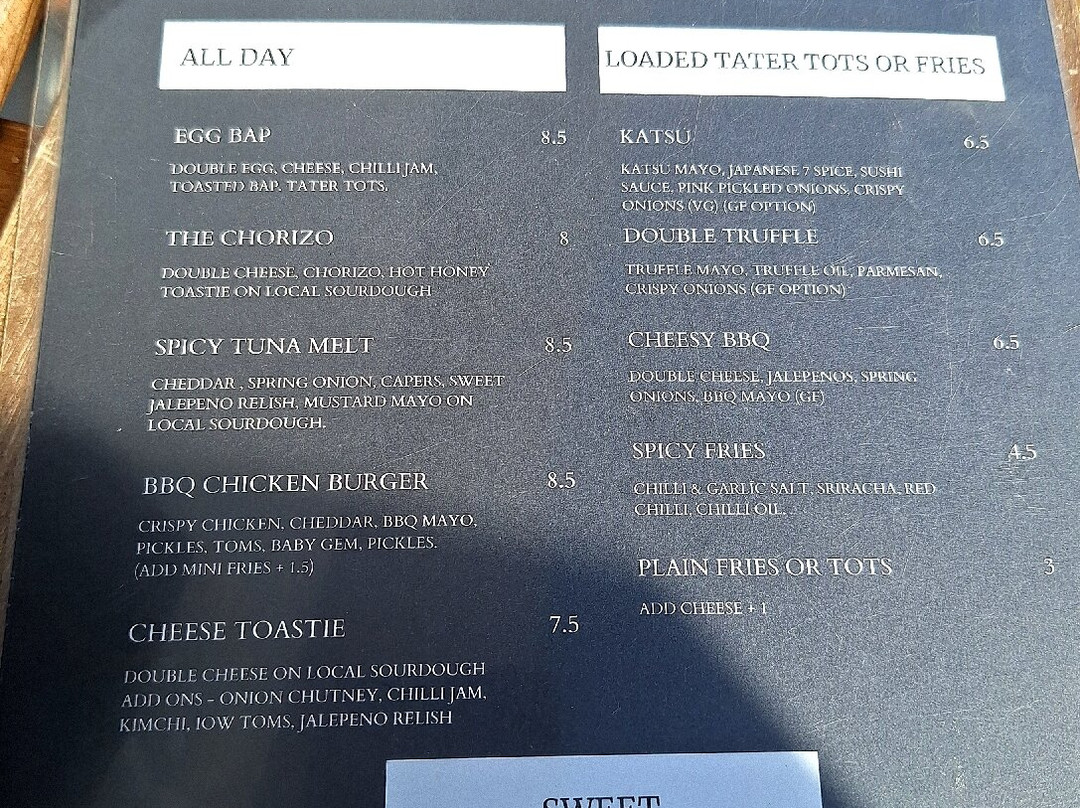 ALL DAY
EGG BAP 8.5
DOUBLE EGG, CHEESE, CHILLI JAM,
TOASTED BAP. TATER TOTS.
THE CHORIZO 8
DOUBLE CHEESE, CHORIZO, HOT HONEY
TOASTIE ON LOCAL SOURDOUGH
SPICY TUNA MELT 8.5
CHEDDAR , SPRING ONION, CAPERS, SWEET
JALEPENO RELISH, MUSTARD MAYO ON
LOCAL SOURDOUGH.
BBQ CHICKEN BURGER 8.5
CRISPY CHICKEN, CHEDDAR, BBQ MAYO,
PICKLES, TOMS, BABY GEM, PICKLES.
(ADD MINI FRIES + 1.5)
CHEESE TOASTIE 7.5
DOUBLE CHEESE ON LOCAL SOURDOUGH
ADD ONS - ONION CHUTNEY, CHILLI JAM,
KIMCHI, IOW TOMS, JALEPENO RELISH
LOADED TATER TOTS OR FRIES
KATSU 6.5
KATSU MAYO, JAPANESE 7 SPICE, SUSHI
SAUCE, PINK PICKLED ONIONS, CRISPY
ONIONS (VG) (GF OPTION)
DOUBLE TRUFFLE 6.5
TRUFFLE MAYO, TRUFFLE OIL, PARMESAN,
CRISPY ONIONS (GF OPTION)
CHEESY BBQ 6.5
DOUBLE CHEESE, JALEPENOS, SPRING
ONIONS, BBQ MAYO (GF)
SPICY FRIES 4.5
CHILLI & GARLIC SALT, SRIRACHA, RED
CHILLI, CHILLI OIL.
PLAIN FRIES OR TOTS 3
ADD CHEESE + 1
SWEET